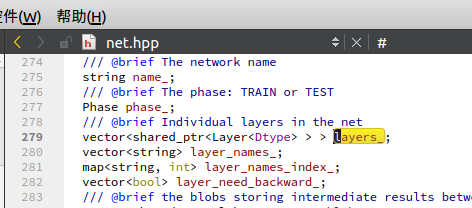 控件(W) 帮助(H)
net.hpp #
274 /// @brief The network name
275 string name_;
276 /// @brief The phase: TRAIN or TEST
277 Phase phase_;
278 /// @brief Individual layers in the net
279 vector<shared_ptr<Layer<Dtype> > > layers_;
280 vector<string> layer_names_;
281 map<string, int> layer_names_index_;
282 vector<bool> layer_need_backward_;
283 /// @brief the blobs storing intermediate results betw